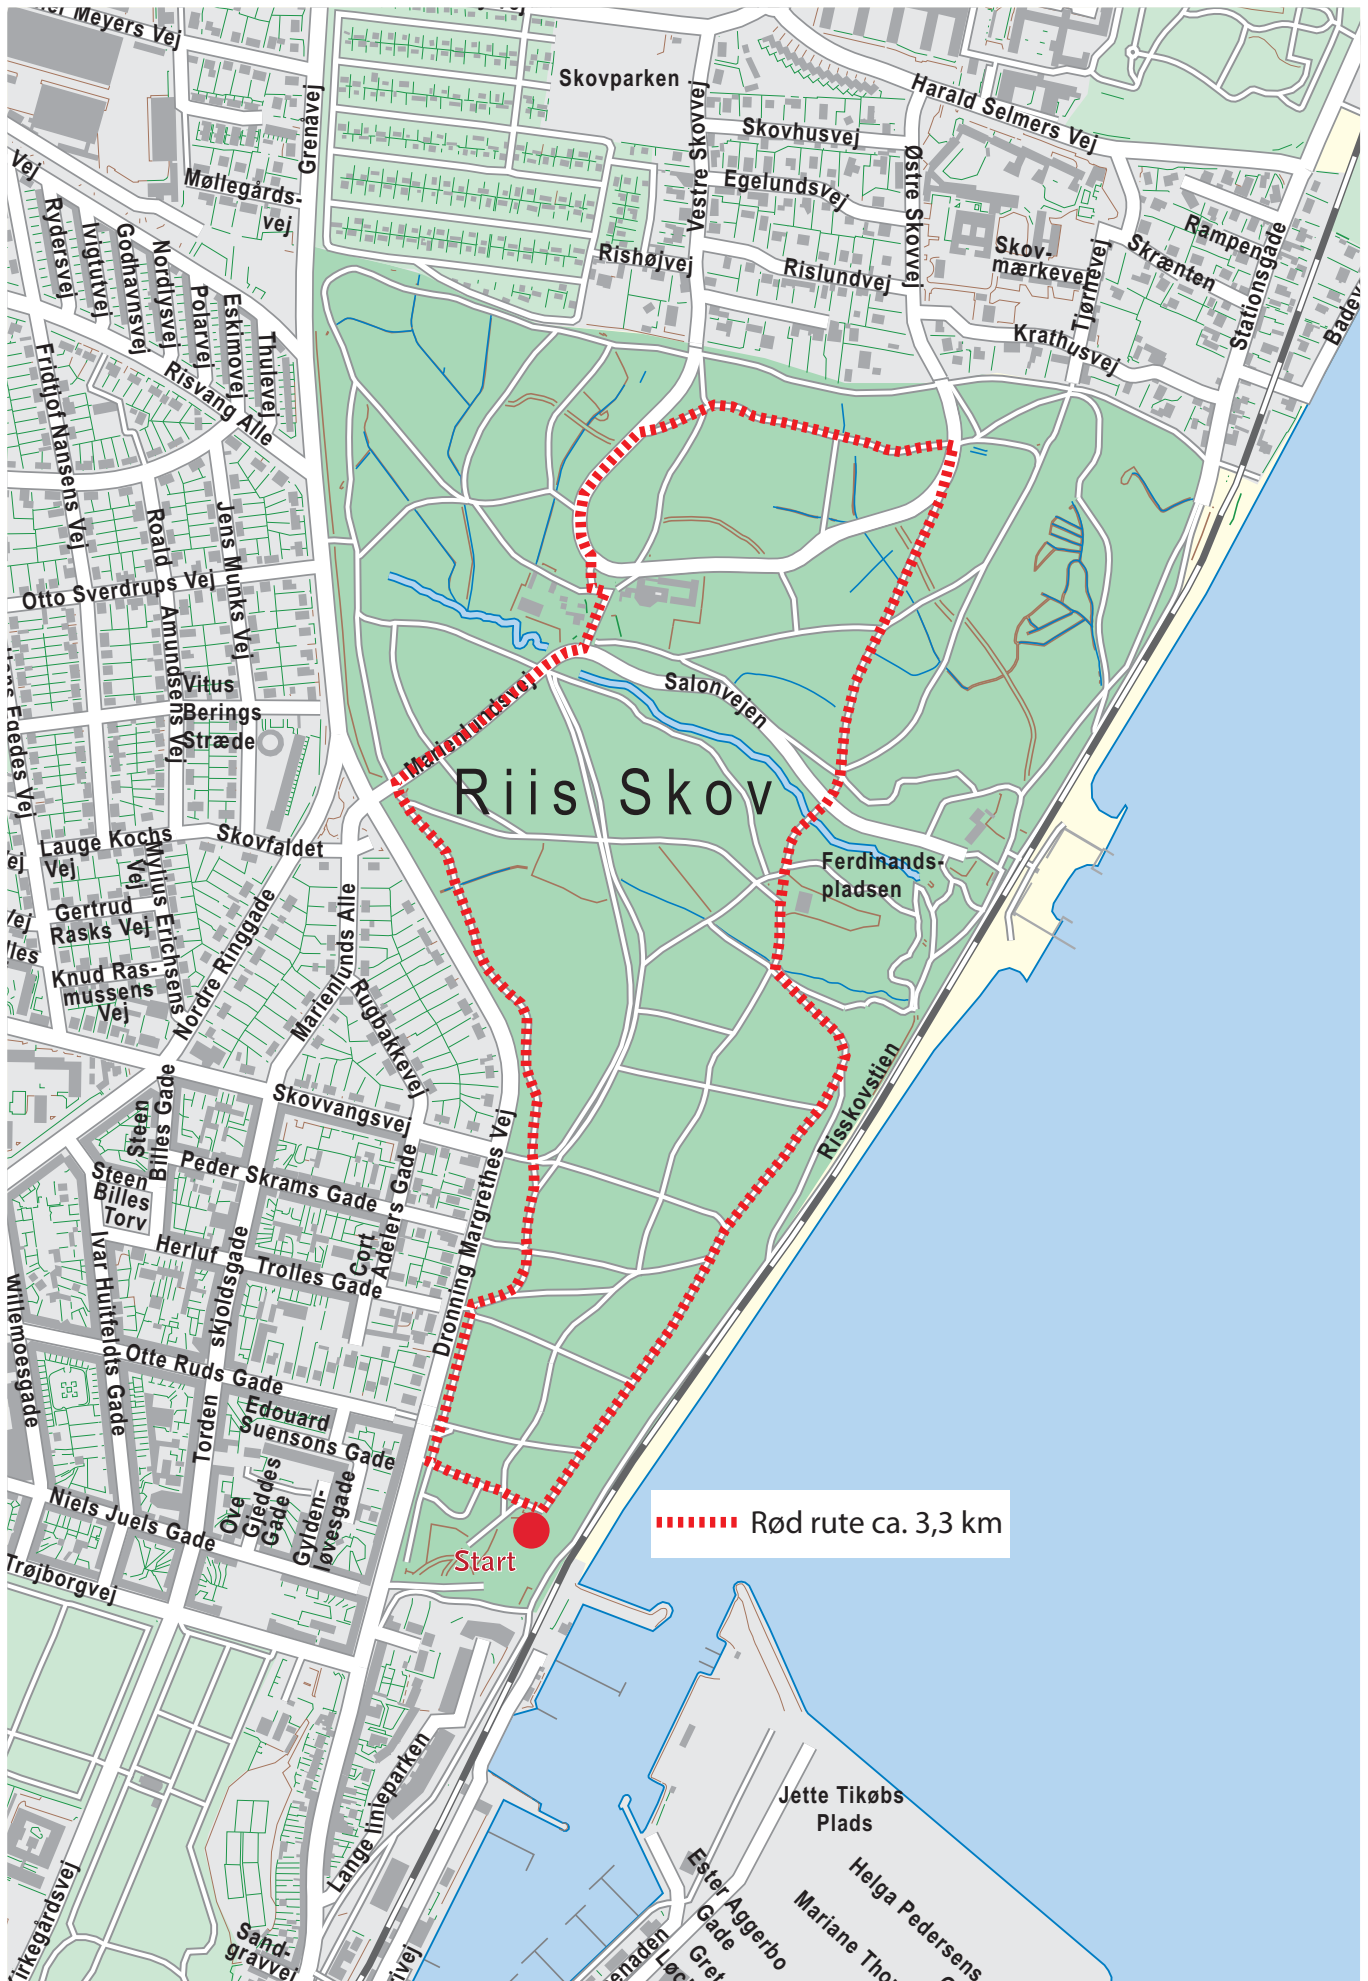 Meyers Vej
Skovparken
Harald Selmers Vej
Grenåvej
Vestre Skovvej
Skovhusvej
Østre Skovvej
Vej
Møllegårds-
vej
Egelundsvej
Rydersvej
Ivigtutvej
Godhavnsvej
Nordlysvej
Polarvej
Eskimovej
Thulevej
Rishøjvej
Rislundvej
Skov-
mærkevej
Tjørnevej
Skrænten
Rampen
Stationsgade
Krathusvej
Fridtjof Nansens Vej
Risvang Alle
Roald
Amundsens Vej
Jens Munks Vej
Otto Sverdrups Vej
Vitus
Berings
Stræde
Egedes Vej
Salonvejen
Marienlundsvej
Riis Skov
Lauge Kochs
Vej
Mylius Erichsens
Vej
Skovfaldet
Ferdinands-
pladsen
Gertrud
Rasks Vej
Knud Ras-
mussens
Vej
Nordre Ringgade
Marienlunds Alle
Rugbakkevej
Risskovstien
Skovvangsvej
Steen
Billes Gade
Peder Skrams Gade
Steen
Billes
Torv
Cort
Adelers Gade
Dronning Margrethes Vej
Herluf
Trolles Gade
Ivar Huitfeldts Gade
Torden
skjoldsgade
Willemoesgade
Otte Ruds Gade
Edouard
Suensons Gade
Ove
Gjeddes
Gade
Gylden-
løvesgade
Niels Juels Gade
Trøjborgvej
Rød rute ca. 3,3 km
Start
Lange linieparken
Jette Tikøbs
Plads
Ester Aggerbo
Gade
Helga Pedersens
Mariane
Sand-
gravvej